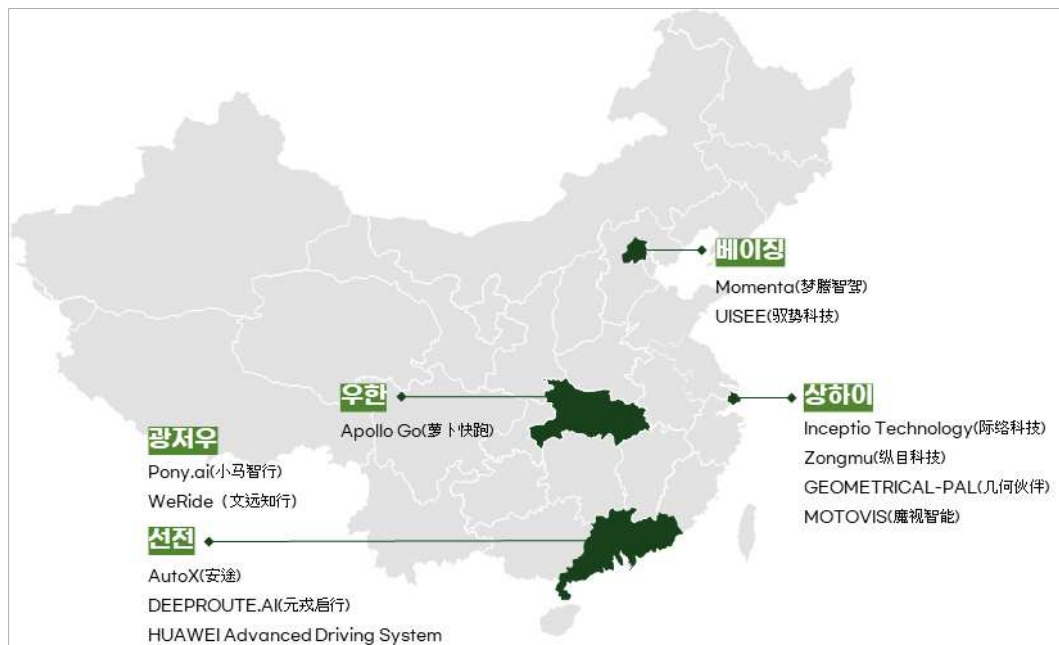 베이징
Momenta(梦腾智驾)
UISEE(驭势科技)
우한
Apollo Go(萝卜快跑)
상하이
Inceptio Technology(际络科技)
Zongmu(纵目科技)
GEOMETRICAL-PAL(几何伙伴)
MOTOVIS(魔视智能)
광저우
Pony.ai(小马智行)
WeRide (文远知行)
선전
AutoX(安途)
DEEPROUTE.AI(元戎启行)
HUAWEI Advanced Driving System